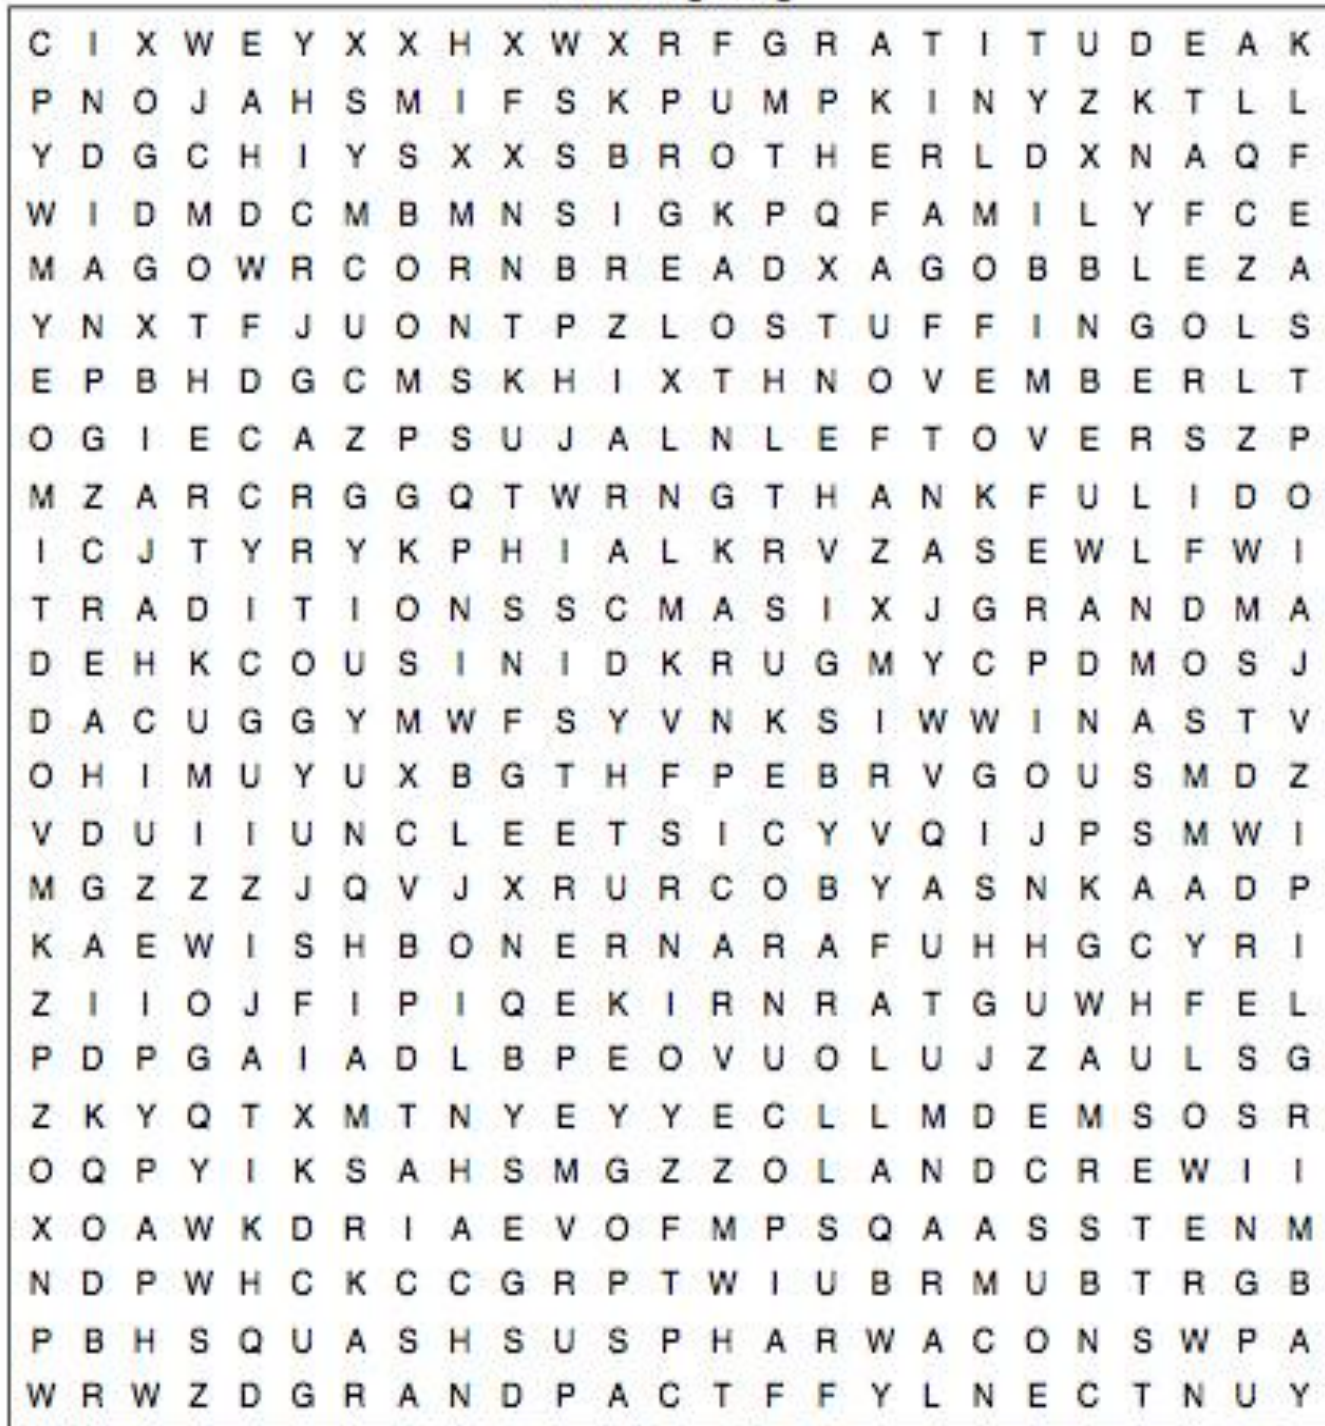 C I X W E Y X X H X W X R F G R A T I T U D E A K
P N O J A H S M I F S K P U M P K I N Y Z K T L L
Y D G C H I Y S X X S B R O T H E R L D X N A Q F
W I D M D C M B M N S I G K P Q F A M I L Y F C E
M A G O W R C O R N B R E A D X A G O B B L E Z A
Y N X T F J U O N T P Z L O S T U F F I N G O L S
E P B H D G C M S K H I X T H N O V E M B E R L T
O G I E C A Z P S U J A L N L E F T O V E R S Z P
M Z A R C R G G Q T W R N G T H A N K F U L I D O
I C J T Y R Y K P H I A L K R V Z A S E W L F W I
T R A D I T I O N S S C M A S I X J G R A N D M A
D E H K C O U S I N I D K R U G M Y C P D M O S J
D A C U G G Y M W F S Y V N K S I W W I N A S T V
O H I M U Y U X B G T H F P E B R V G O U S M D Z
V D U I I U N C L E E T S I C Y V Q I J P S M W I
M G Z Z Z J Q V J X R U R C O B Y A S N K A A D P
K A E W I S H B O N E R N A R A F U H H G C Y R I
Z I I O J F I P I Q E K I R N R A T G U W H F E L
P D P G A I A D L B P E O V U O L U J Z A U L S G
Z K Y Q T X M T N Y E Y Y E C L L M D E M S O S R
O Q P Y I K S A H S M G Z Z O L A N D C R E W I I
X O A W K D R I A E V O F M P S Q A A S S T E N M
N D P W H C K C C G R P T W I U B R M U B T R G B
P B H S Q U A S H S U S P H A R W A C O N S W P A
W R W Z D G R A N D P A C T F F Y L N E C T N U Y